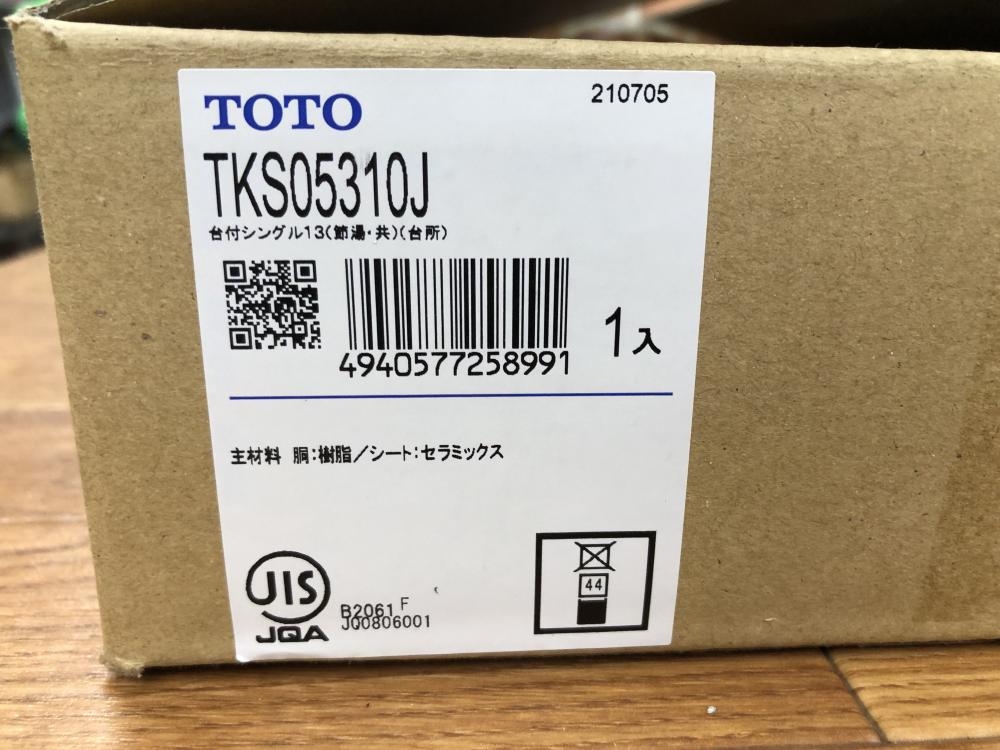 TOTO
210705
TKS05310J
台付シングル13(節湯・共)(台所)
4940577258991
1入
主材料 胴:樹脂/シート:セラミックス
JIS
JQA
B2061 F
JQ0806001
44